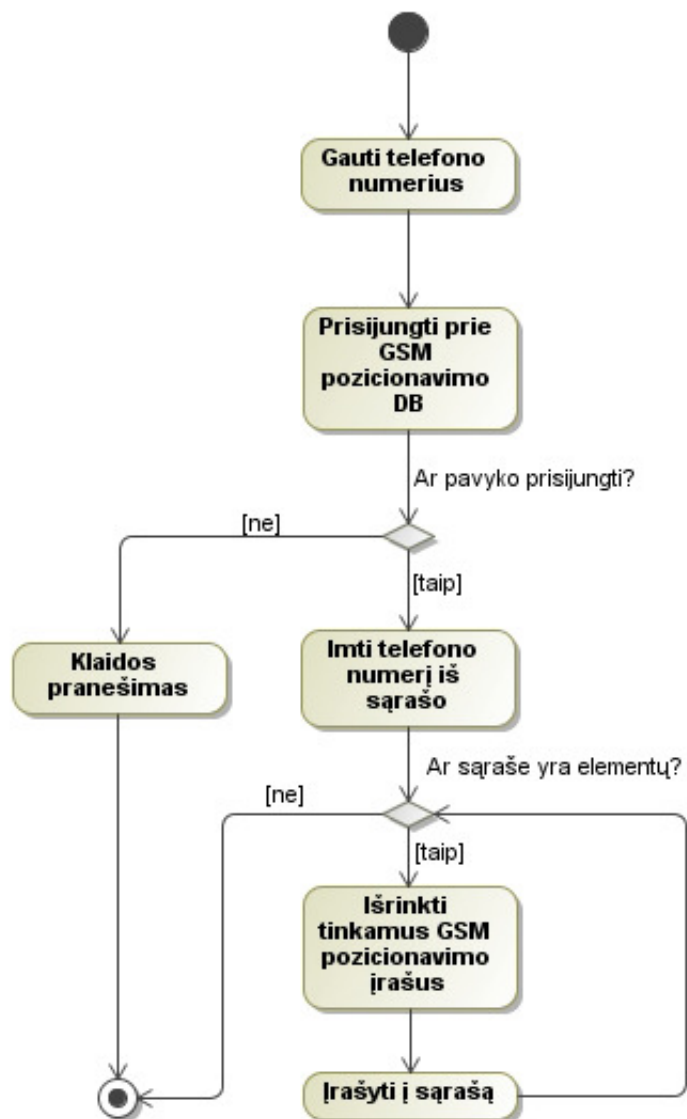 Gauti telefono
numerius
Prisijungti prie
GSM
pozicionavimo
DB
Ar pavyko prisijungti?
[ne]
[taip]
Klaidos
pranešimas
Imti telefono
numerį iš
sąrašo
Ar sąraše yra elementų?
[ne]
[taip]
Išrinkti
tinkamus GSM
pozicionavimo
įrašus
Įrašyti į sąrašą